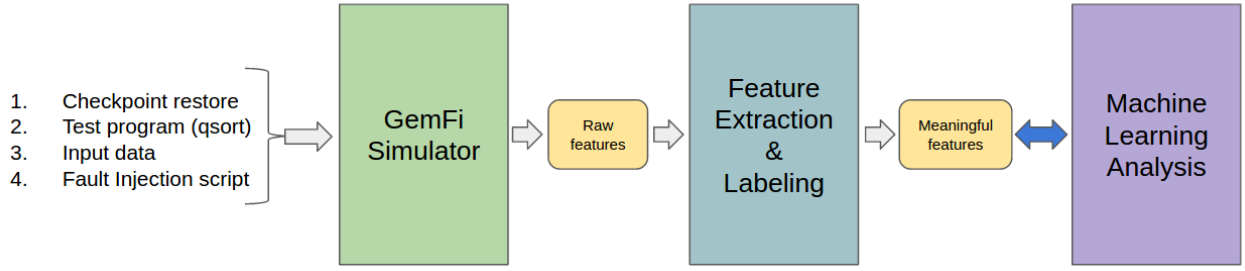 1. Checkpoint restore
2. Test program (qsort)
3. Input data
4. Fault Injection script
GemFi
Simulator
Raw
features
Feature
Extraction
&
Labeling
Meaningful
features
Machine
Learning
Analysis